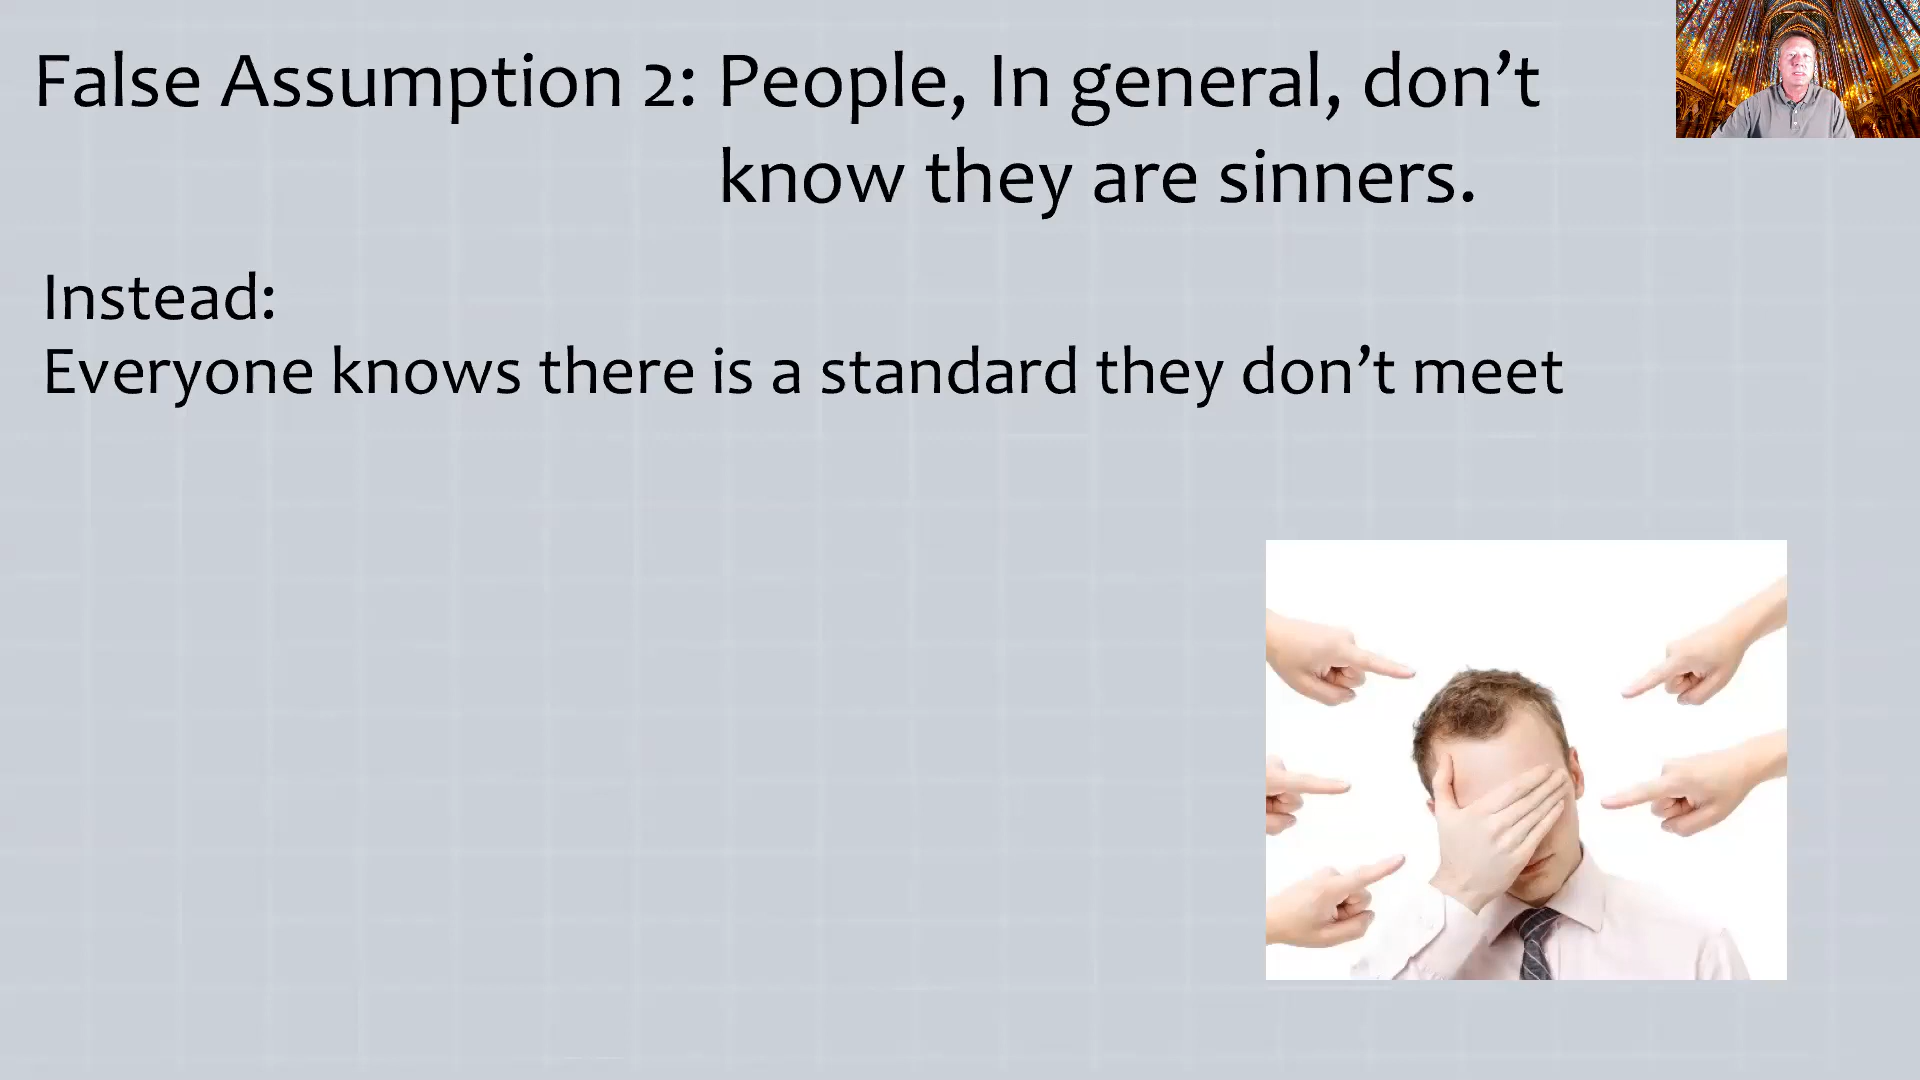 False Assumption 2: People, In general, don’t
know they are sinners.
Instead:
Everyone knows there is a standard they don’t meet